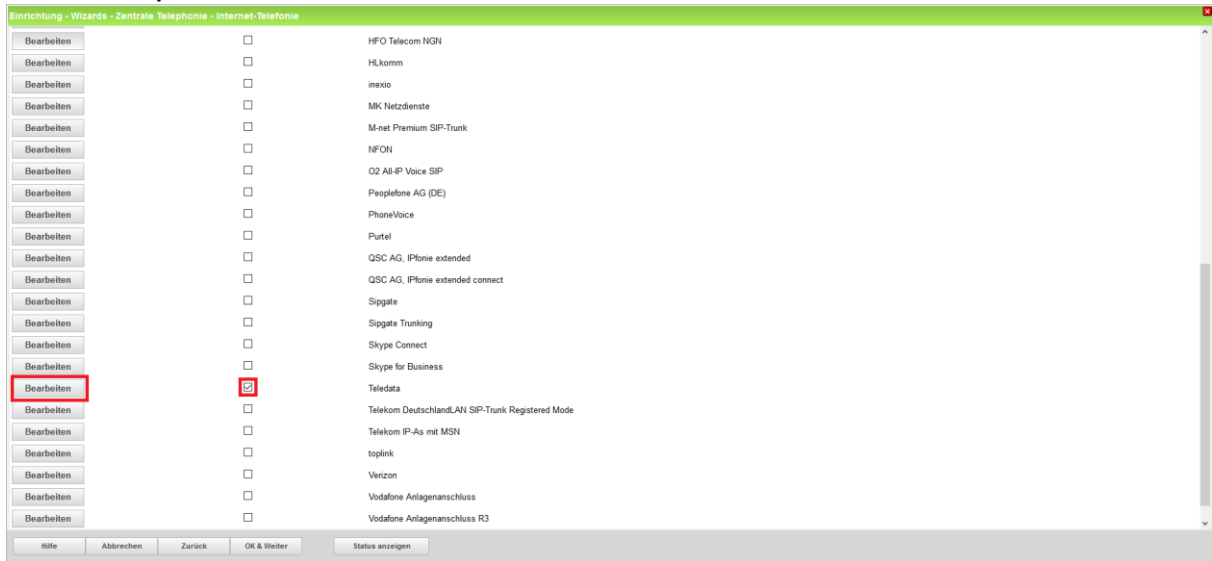 Einrichtung - Wizards - Zentrale Telephonie - Internet-Telefonie
Bearbeiten HFO Telecom NGN
Bearbeiten HLkomm
Bearbeiten inexio
Bearbeiten MK Netzdienste
Bearbeiten M-net Premium SIP-Trunk
Bearbeiten NFON
Bearbeiten O2 All-IP Voice SIP
Bearbeiten Peoplefone AG (DE)
Bearbeiten PhoneVoice
Bearbeiten Purtel
Bearbeiten QSC AG, IPfonie extended
Bearbeiten QSC AG, IPfonie extended connect
Bearbeiten Sipgate
Bearbeiten Sipgate Trunking
Bearbeiten Skype Connect
Bearbeiten Skype for Business
Bearbeiten Teledata
Bearbeiten Telekom DeutschlandLAN SIP-Trunk Registered Mode
Bearbeiten Telekom IP-As mit MSN
Bearbeiten toplink
Bearbeiten Verizon
Bearbeiten Vodafone Anlagenanschluss
Bearbeiten Vodafone Anlagenanschluss R3
Hilfe Abbrechen Zurück OK & Weiter Status anzeigen